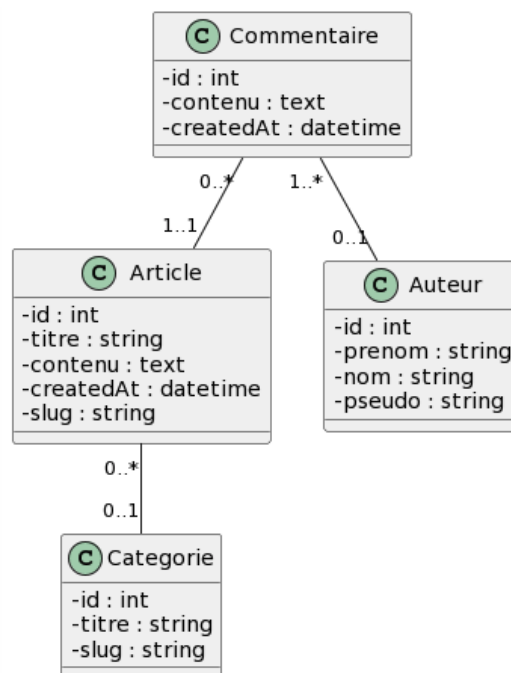 C Commentaire
-id : int
-contenu : text
-createdAt : datetime
0..* 1..*
1..1 0..1
C Article
-id : int
-titre : string
-contenu : text
-createdAt : datetime
-slug : string
C Auteur
-id : int
-prenom : string
-nom : string
-pseudo : string
0..*
0..1
C Categorie
-id : int
-titre : string
-slug : string